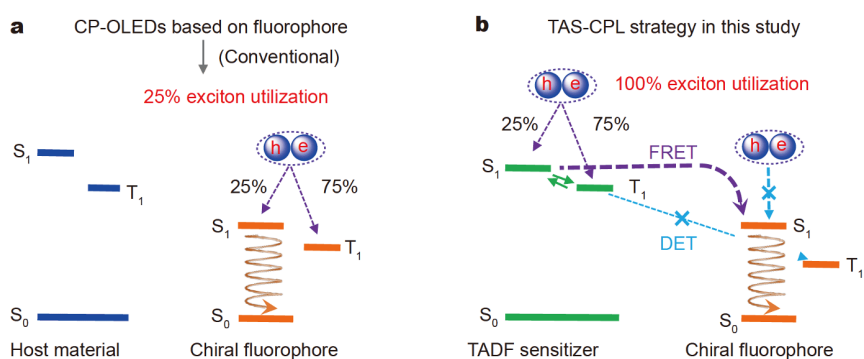 a
CP-OLEDs based on fluorophore
(Conventional)
25% exciton utilization
h e
25% 75%
S1
T1
S1
T1
S0
S0
Host material
Chiral fluorophore
b
TAS-CPL strategy in this study
h e
100% exciton utilization
25% 75%
h e
FRET
S1
T1
DET
S1
T1
S0
S0
TADF sensitizer
Chiral fluorophore